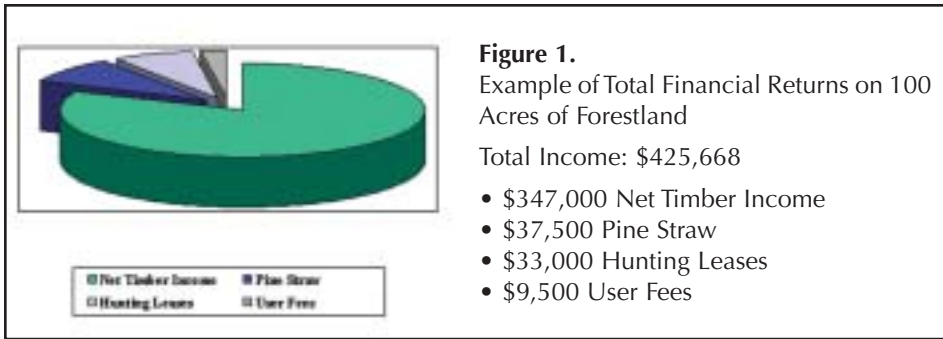 Figure 1.
Example of Total Financial Returns on 100
Acres of Forestland
Total Income: $425,668
• $347,000 Net Timber Income
• $37,500 Pine Straw
• $33,000 Hunting Leases
• $9,500 User Fees
Net Timber Income Pine Straw
Hunting Leases User Fees